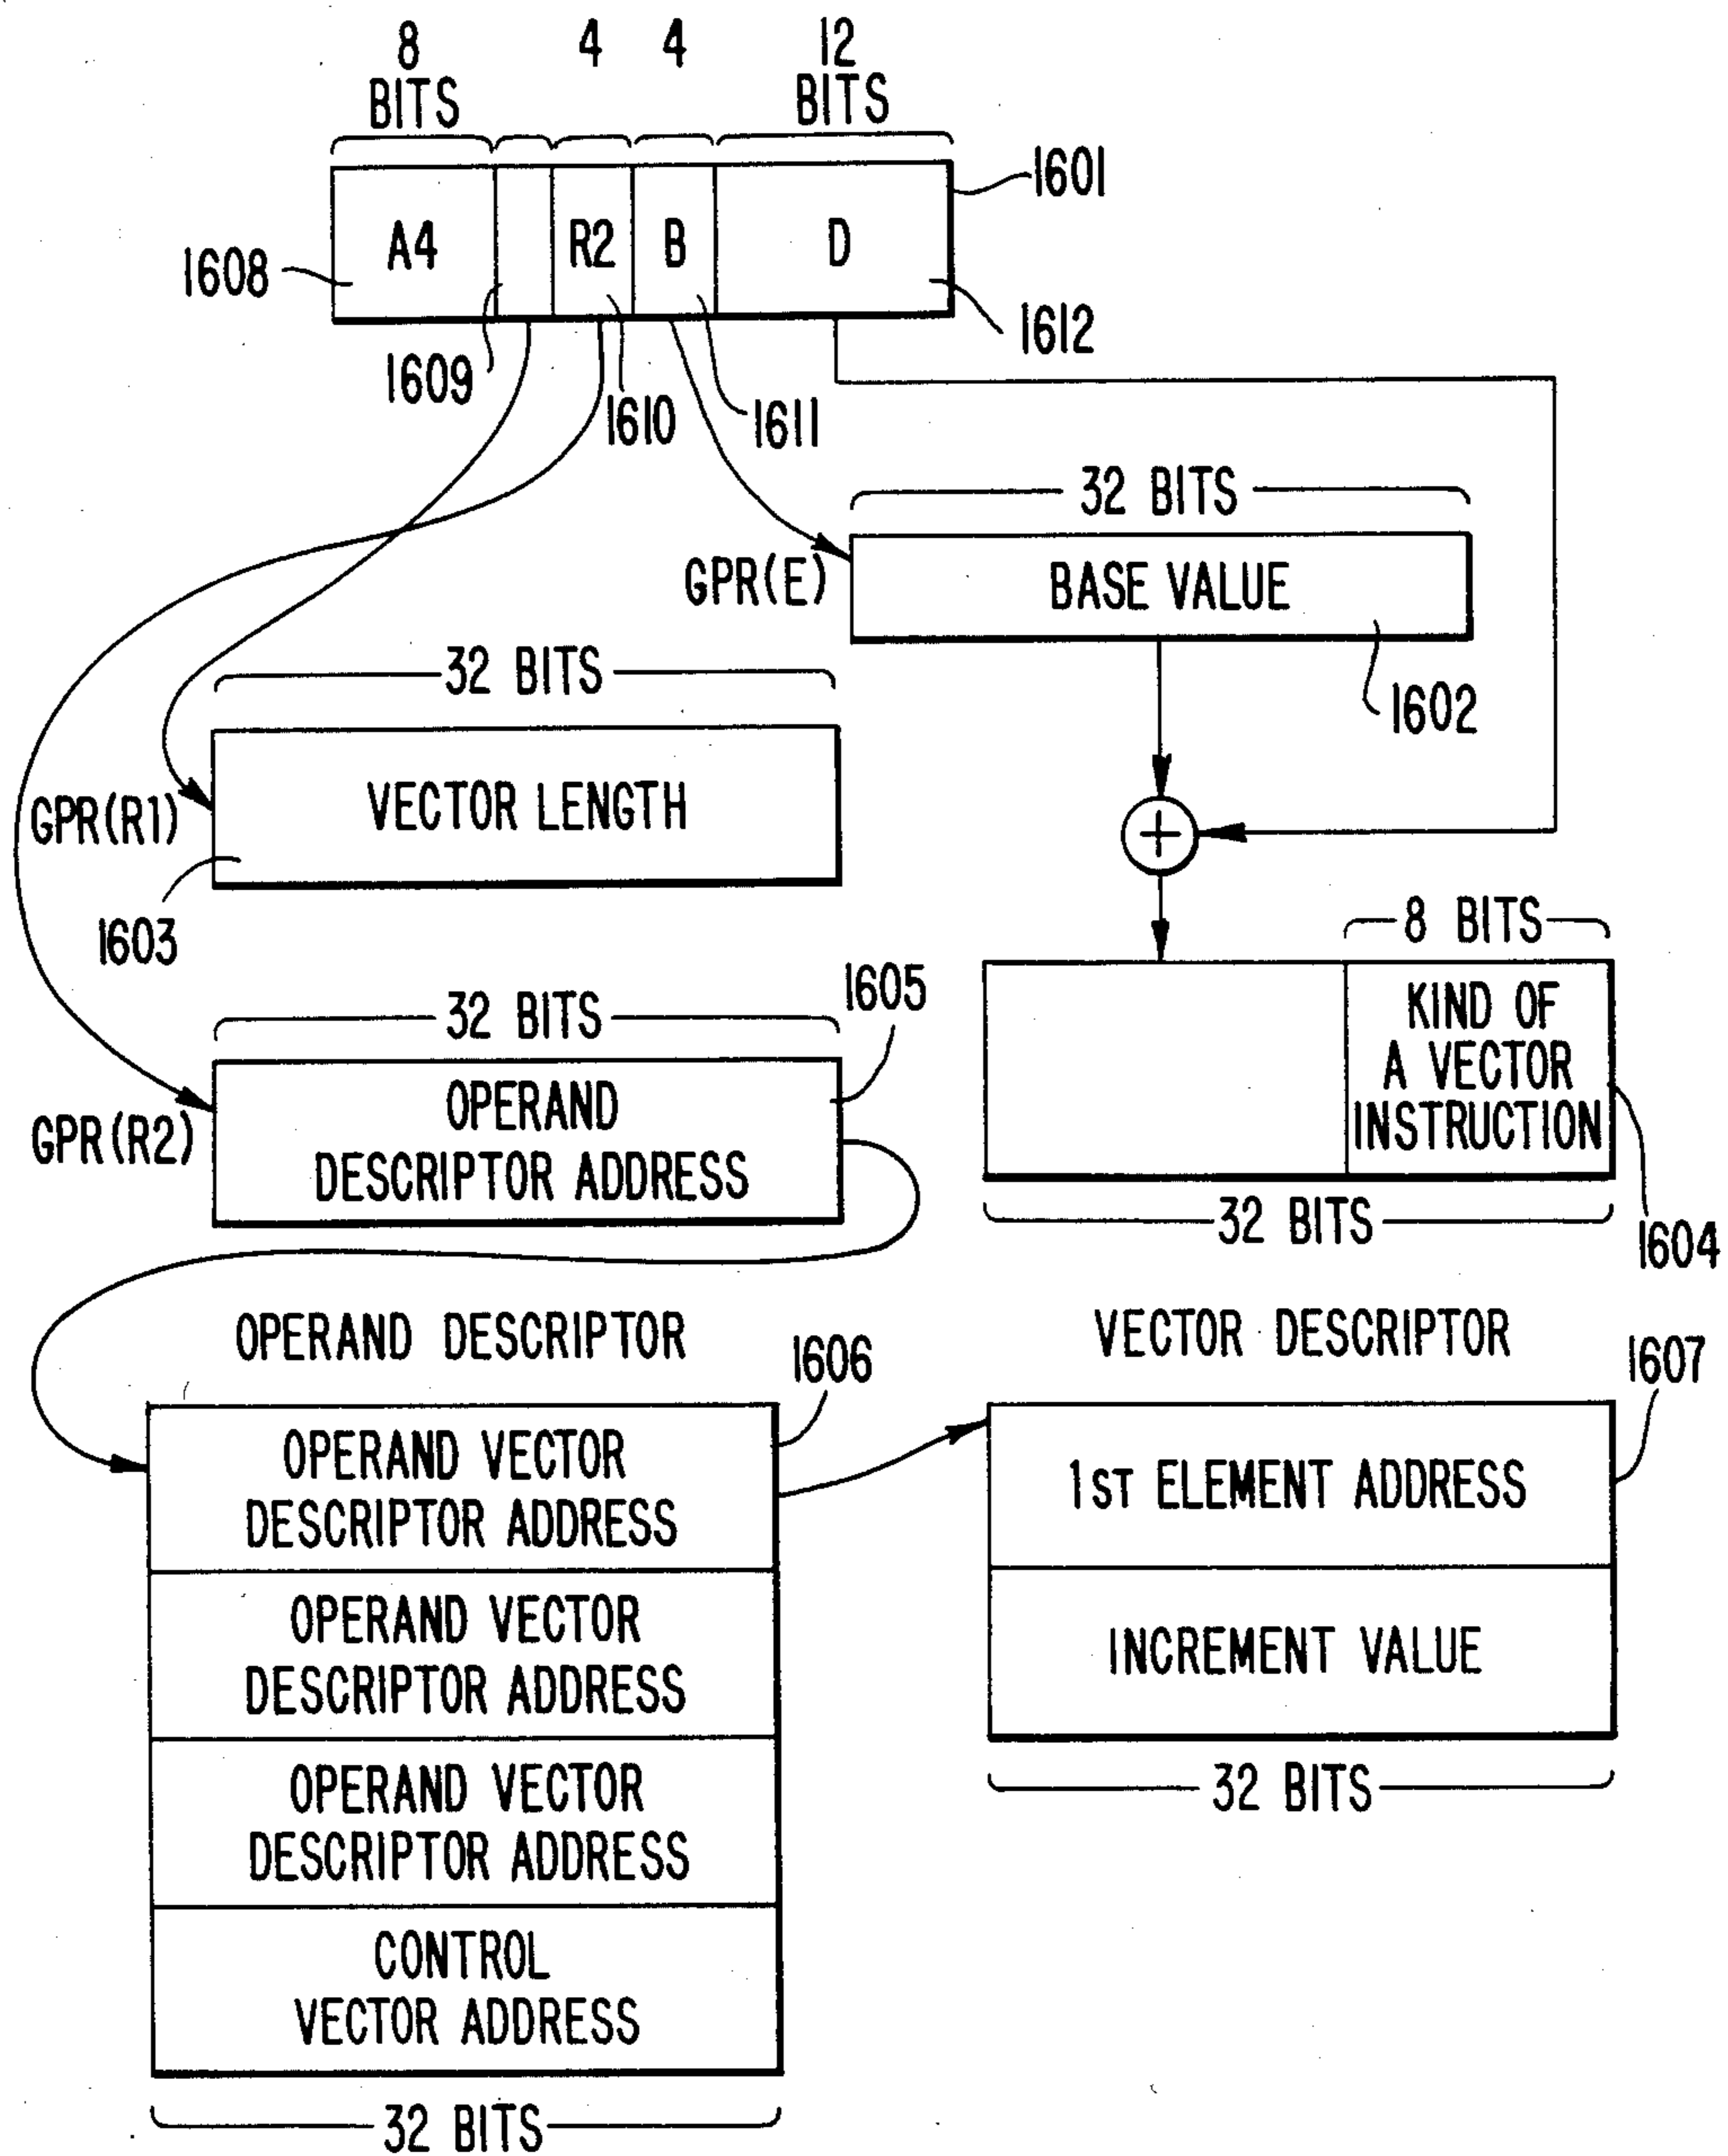 8 4 4 12
BITS BITS
1601
A4 R2 B D
1608
1612
1609
1610
1611
32 BITS
GPR(E)
BASE VALUE
1602
32 BITS
GPR(R1)
VECTOR LENGTH
1603
+
8 BITS
KIND OF
A VECTOR
INSTRUCTION
32 BITS
1604
1605
32 BITS
GPR(R2)
OPERAND
DESCRIPTOR ADDRESS
OPERAND DESCRIPTOR
1606
OPERAND VECTOR
DESCRIPTOR ADDRESS
OPERAND VECTOR
DESCRIPTOR ADDRESS
OPERAND VECTOR
DESCRIPTOR ADDRESS
CONTROL
VECTOR ADDRESS
32 BITS
VECTOR DESCRIPTOR
1607
1ST ELEMENT ADDRESS
INCREMENT VALUE
32 BITS